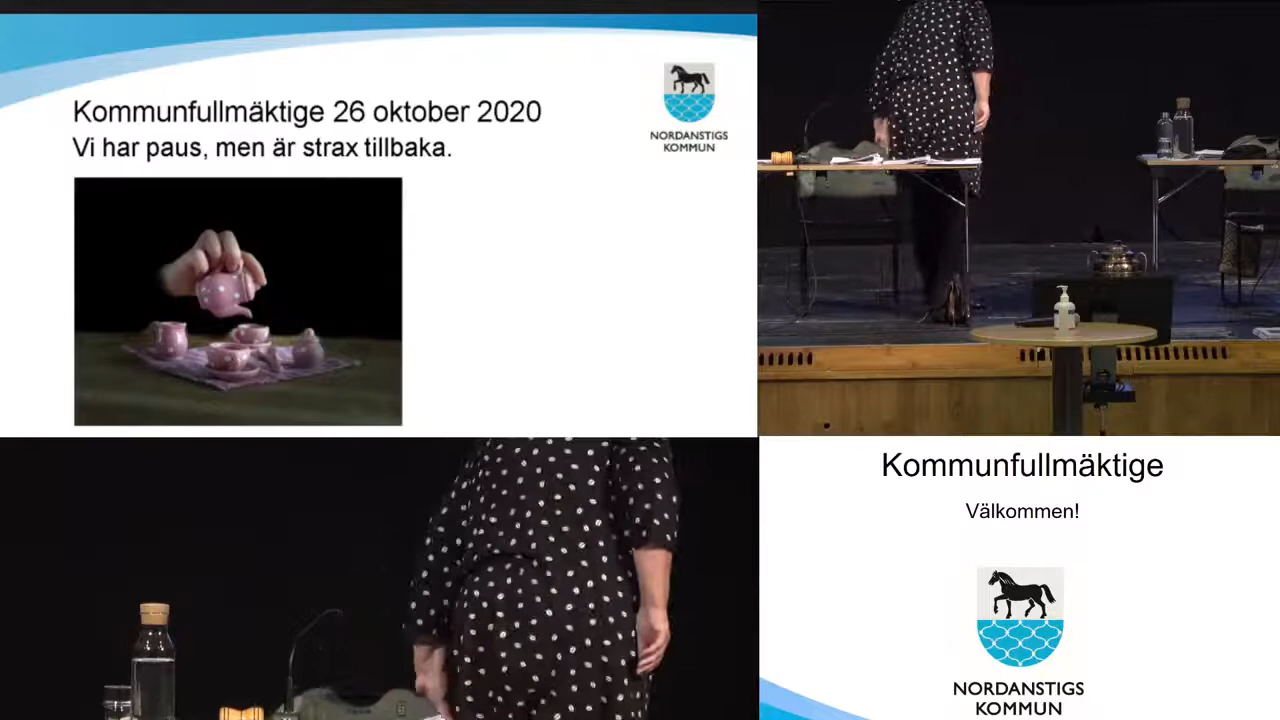 Kommunfullmäktige 26 oktober 2020
Vi har paus, men är strax tillbaka.
NORDANSTIGS
KOMMUN
Kommunfullmäktige
Välkommen!
NORDANSTIGS
KOMMUN